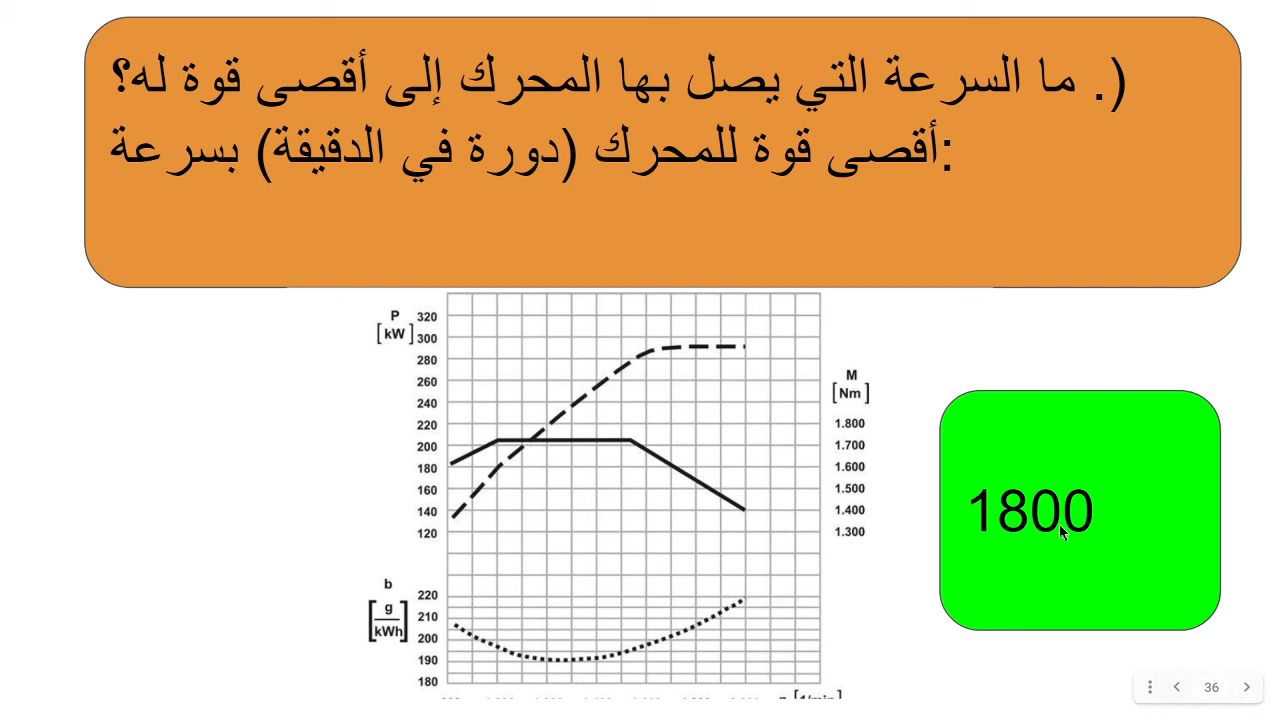 ). ما السرعة التي يصل بها المحرك إلى أقصى قوة له؟
:أقصى قوة للمحرك (دورة في الدقيقة) بسرعة
P
[kW]
320
300
280
260
240
220
200
180
160
140
120
M
[Nm]
1.800
1.700
1.600
1.500
1.400
1.300
b
[g/kWh]
220
210
200
190
180
n [1/min]
1800
36